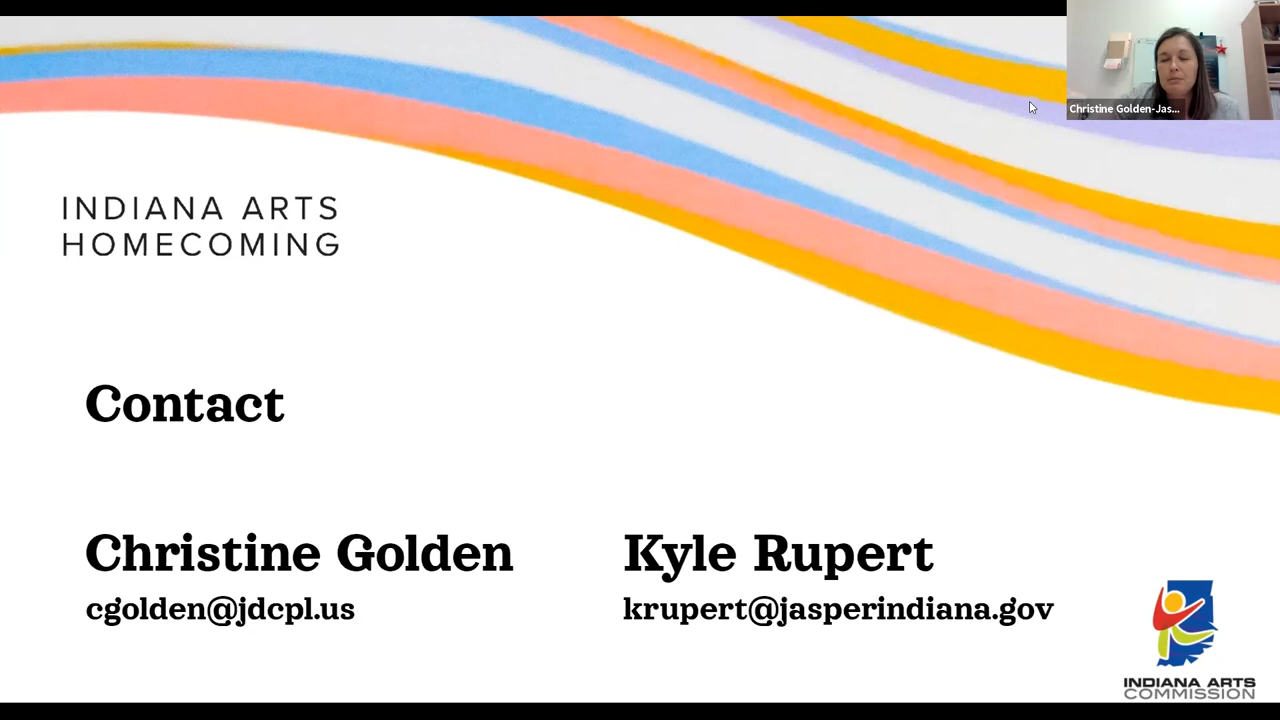 Christine Golden-Jas...
INDIANA ARTS
HOMECOMING
Contact
Christine Golden
cgolden@jdcpl.us
Kyle Rupert
krupert@jasperindiana.gov
INDIANA ARTS
COMMISSION